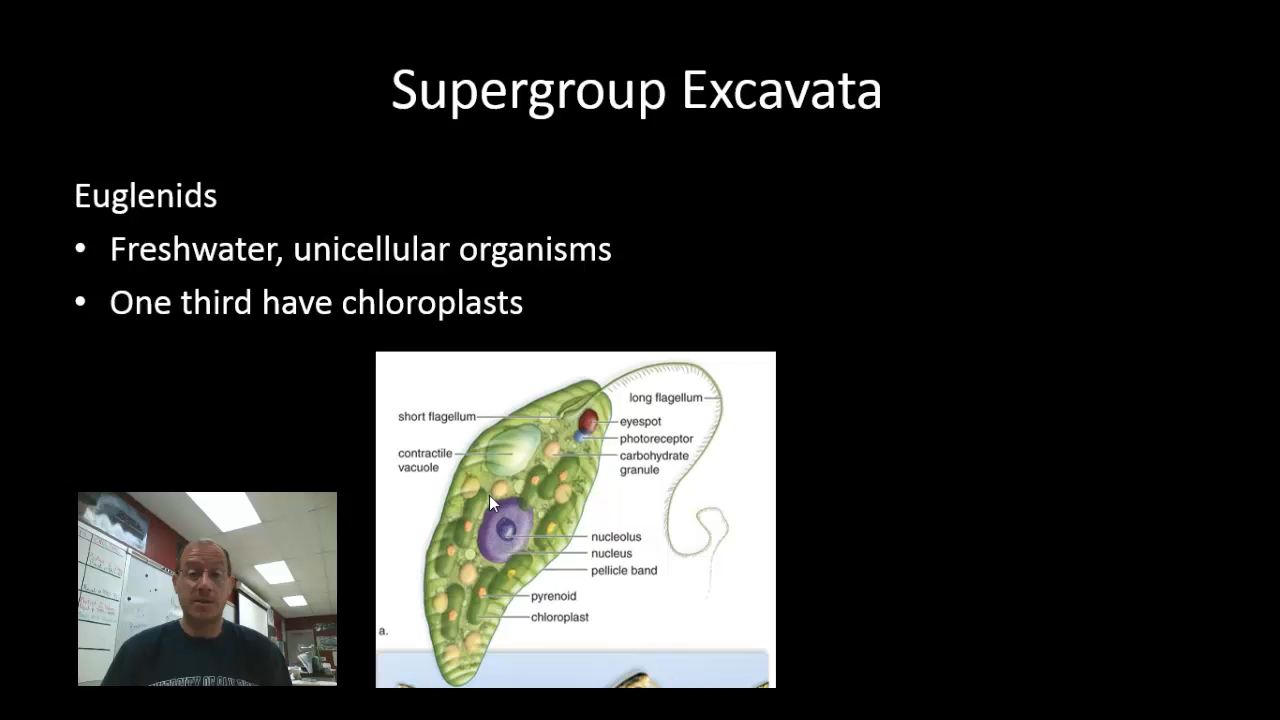 Supergroup Excavata
Euglenids
• Freshwater, unicellular organisms
• One third have chloroplasts
short flagellum
contractile
vacuole
long flagellum
eyespot
photoreceptor
carbohydrate
granule
nucleolus
nucleus
pellicle band
pyrenoid
chloroplast
a.